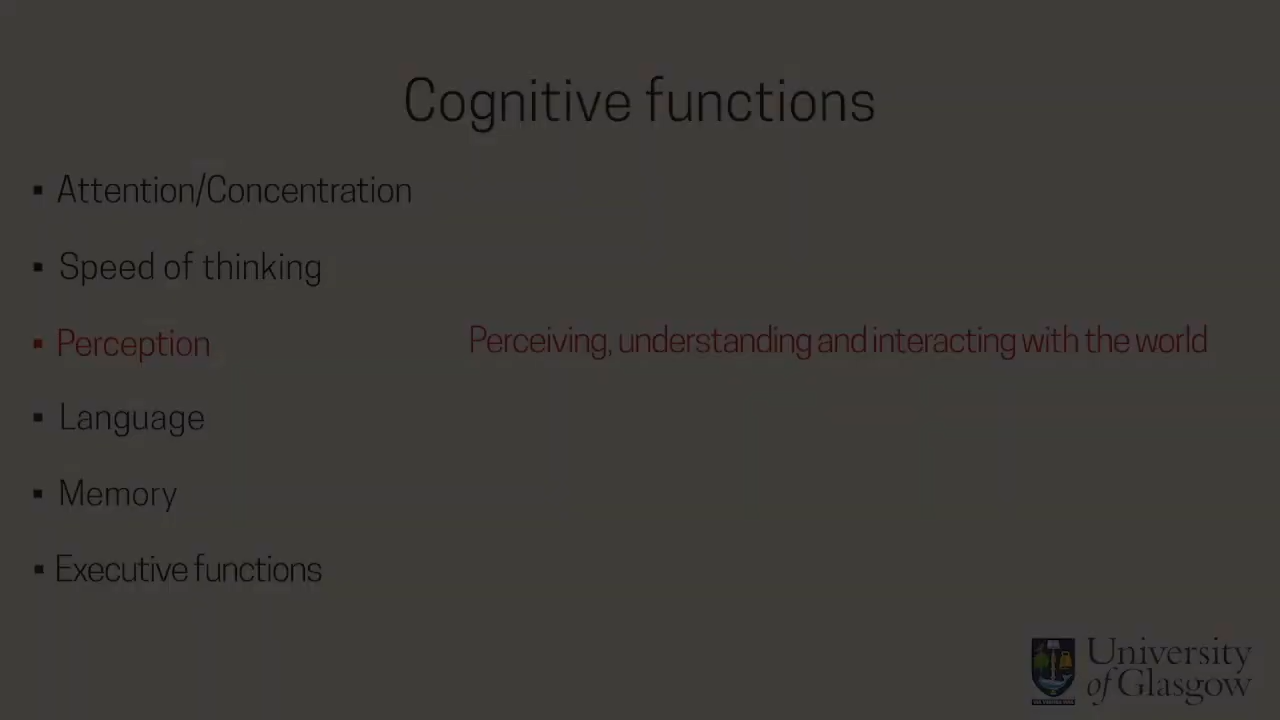 Cognitive functions
▪ Attention/Concentration
▪ Speed of thinking
▪ Perception
Perceiving, understanding and interacting with the world
▪ Language
▪ Memory
▪ Executive functions
University
of Glasgow